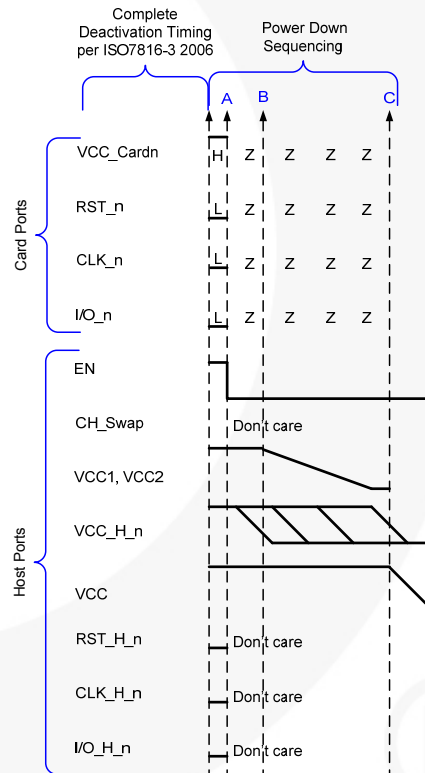 Complete
Deactivation Timing
per ISO7816-3 2006
Power Down
Sequencing
A B C
Card Ports
VCC_Cardn H Z Z Z Z
RST_n L Z Z Z Z
CLK_n L Z Z Z Z
I/O_n L Z Z Z Z
Host Ports
EN
CH_Swap Don't care
VCC1, VCC2
VCC_H_n
VCC
RST_H_n Don't care
CLK_H_n Don't care
I/O_H_n Don't care